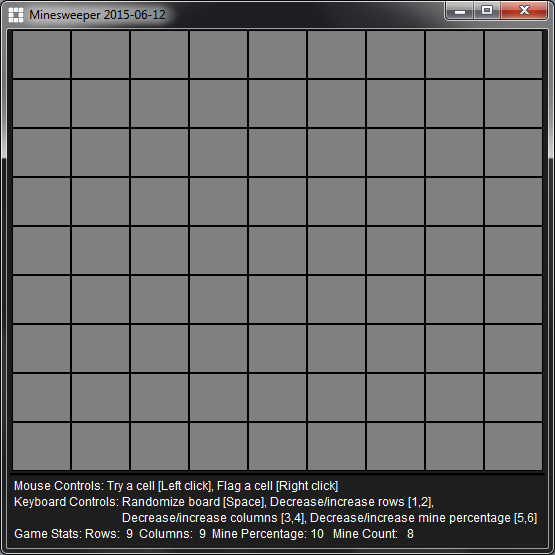 Minesweeper 2015-06-12
Mouse Controls: Try a cell [Left click], Flag a cell [Right click]
Keyboard Controls: Randomize board [Space], Decrease/increase rows [1,2],
Decrease/increase columns [3,4], Decrease/increase mine percentage [5,6]
Game Stats: Rows: 9 Columns: 9 Mine Percentage: 10 Mine Count: 8